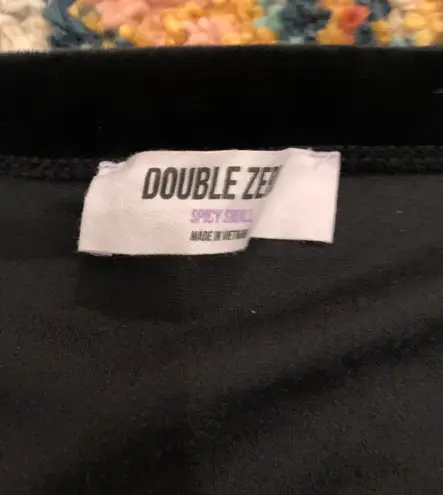 DOUBLE ZER
SPICY SMALL
MADE IN VIETNAM